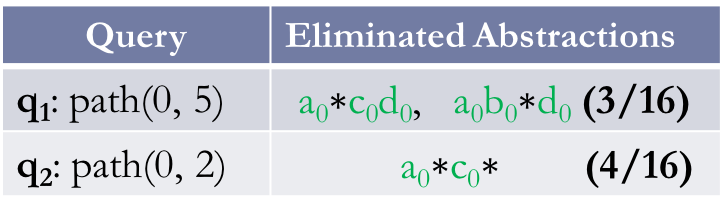 Query Eliminated Abstractions
q₁: path(0, 5) a₀*c₀d₀, a₀b₀*d₀ (3/16)
q₂: path(0, 2) a₀*c₀* (4/16)